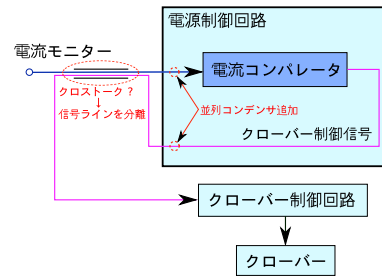 電源制御回路
電流モニター
電流コンパレータ
クロストーク？
↓
信号ラインを分離
並列コンデンサ追加
クローバー制御信号
クローバー制御回路
クローバー